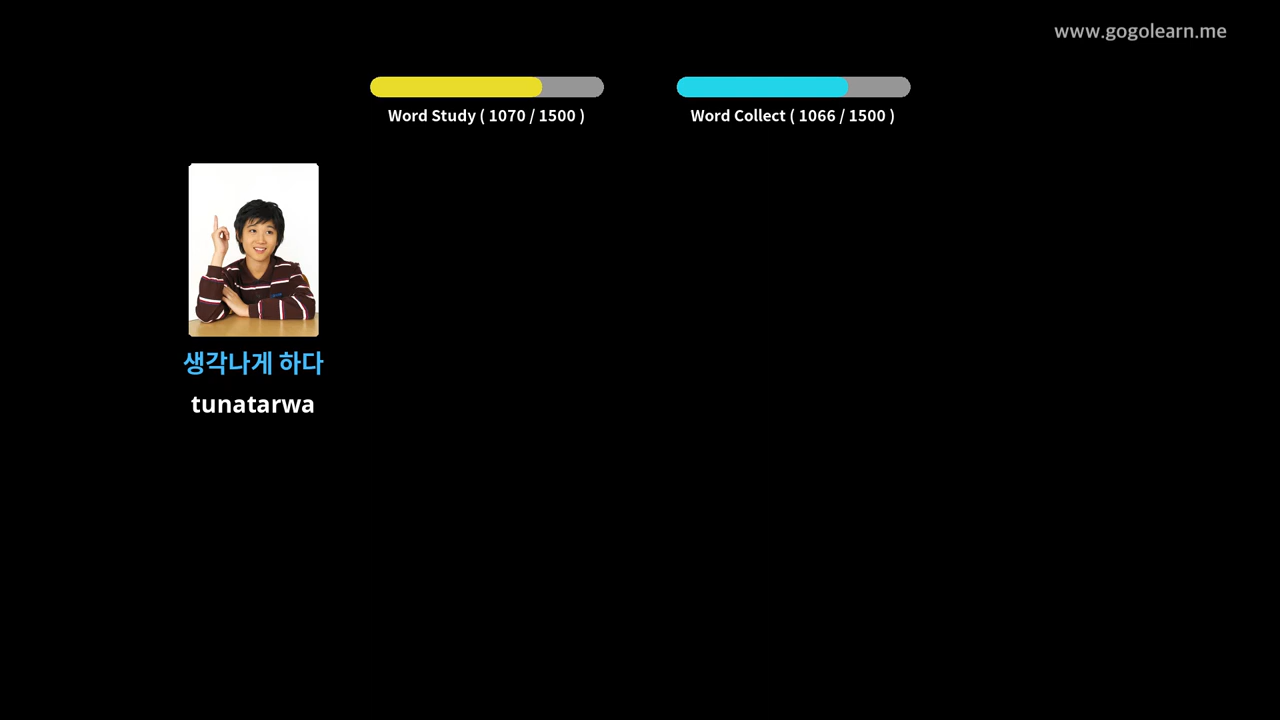 www.gogolearn.me
Word Study ( 1070 / 1500 )
Word Collect ( 1066 / 1500 )
생각나게 하다
tunatarwa